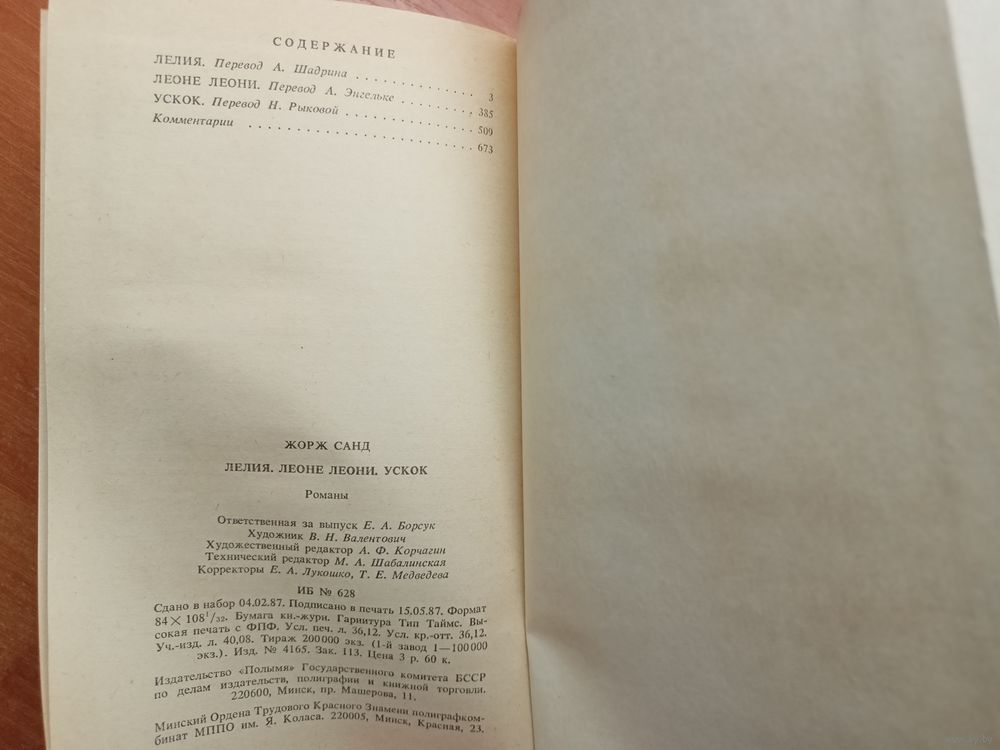 СОДЕРЖАНИЕ
ЛЕЛИЯ. Перевод А. Шадрина . . . . . . . . . . . . 3
ЛЕОНЕ ЛЕОНИ. Перевод А. Энгельке . . . . . . . . 385
УСКОК. Перевод Н. Рыковой . . . . . . . . . . . . . 509
Комментарии . . . . . . . . . . . . . . . . . . . . . . 673
ЖОРЖ САНД
ЛЕЛИЯ. ЛЕОНЕ ЛЕОНИ. УСКОК
Романы
Ответственная за выпуск Е. А. Борсук
Художник В. Н. Валентович
Художественный редактор А. Ф. Корчагин
Технический редактор М. А. Шабалинская
Корректоры Е. А. Лукошко, Т. Е. Медведева
ИБ № 628
Сдано в набор 04.02.87. Подписано в печать 15.05.87. Формат
84×108¹/₃₂. Бумага кн.-журн. Гарнитура Тип Таймс. Вы-
сокая печать с ФПФ. Усл. печ. л. 36,12. Усл. кр.-отт. 36,12.
Уч.-изд. л. 40,08. Тираж 200000 экз. (1-й завод 1—100000
экз.). Изд. № 4165. Зак. 113. Цена 3 р. 60 к.
Издательство «Полымя» Государственного комитета БССР
по делам издательств, полиграфии и книжной торговли.
220600, Минск, пр. Машерова, 11.
Минский Ордена Трудового Красного Знамени полиграфком-
бинат МППО им. Я. Коласа. 220005, Минск, Красная, 23.